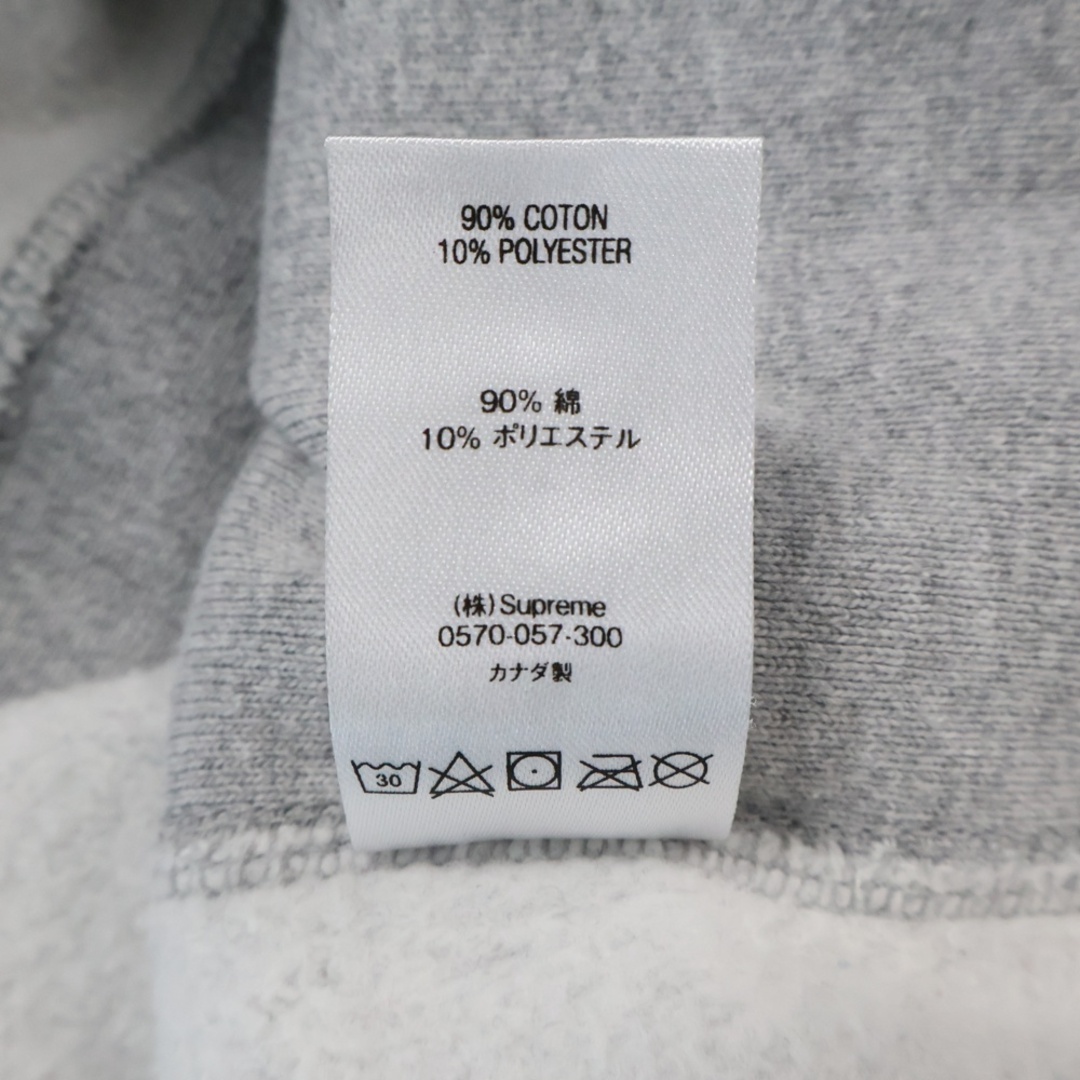 90% COTON
10% POLYESTER
90% 綿
10% ポリエステル
(株)Supreme
0570-057-300
カナダ製
30